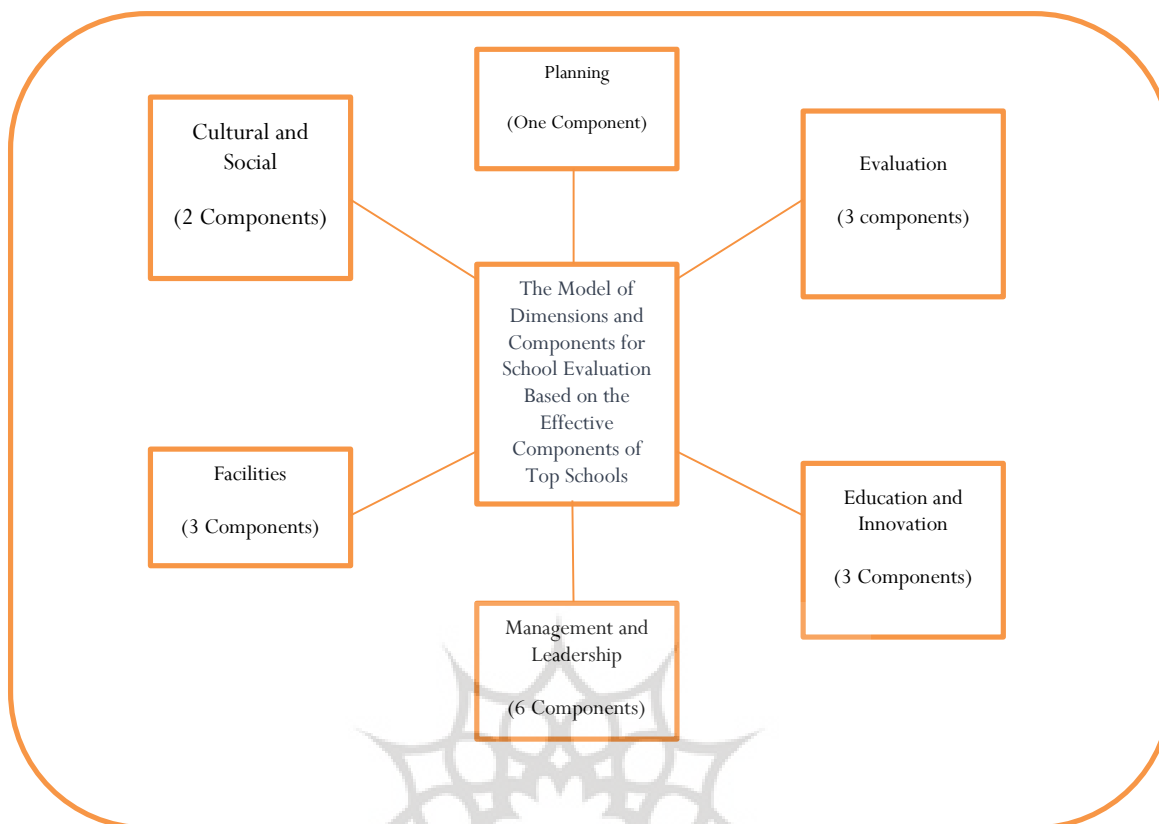 Planning
(One Component)
Cultural and
Social
(2 Components)
Evaluation
(3 components)
The Model of
Dimensions and
Components for
School Evaluation
Based on the
Effective
Components of
Top Schools
Facilities
(3 Components)
Education and
Innovation
(3 Components)
Management and
Leadership
(6 Components)